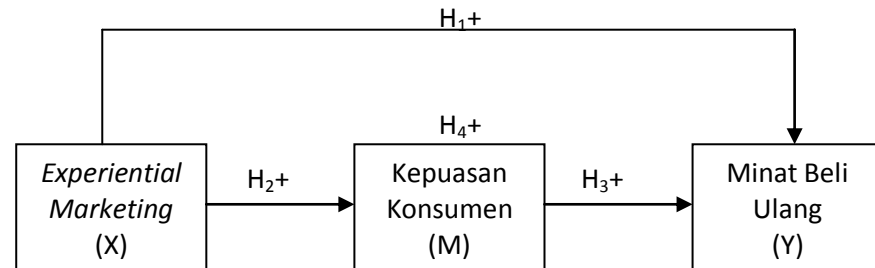 H₁+
H₄+
Experiential
Marketing
(X)
H₂+
Kepuasan
Konsumen
(M)
H₃+
Minat Beli
Ulang
(Y)